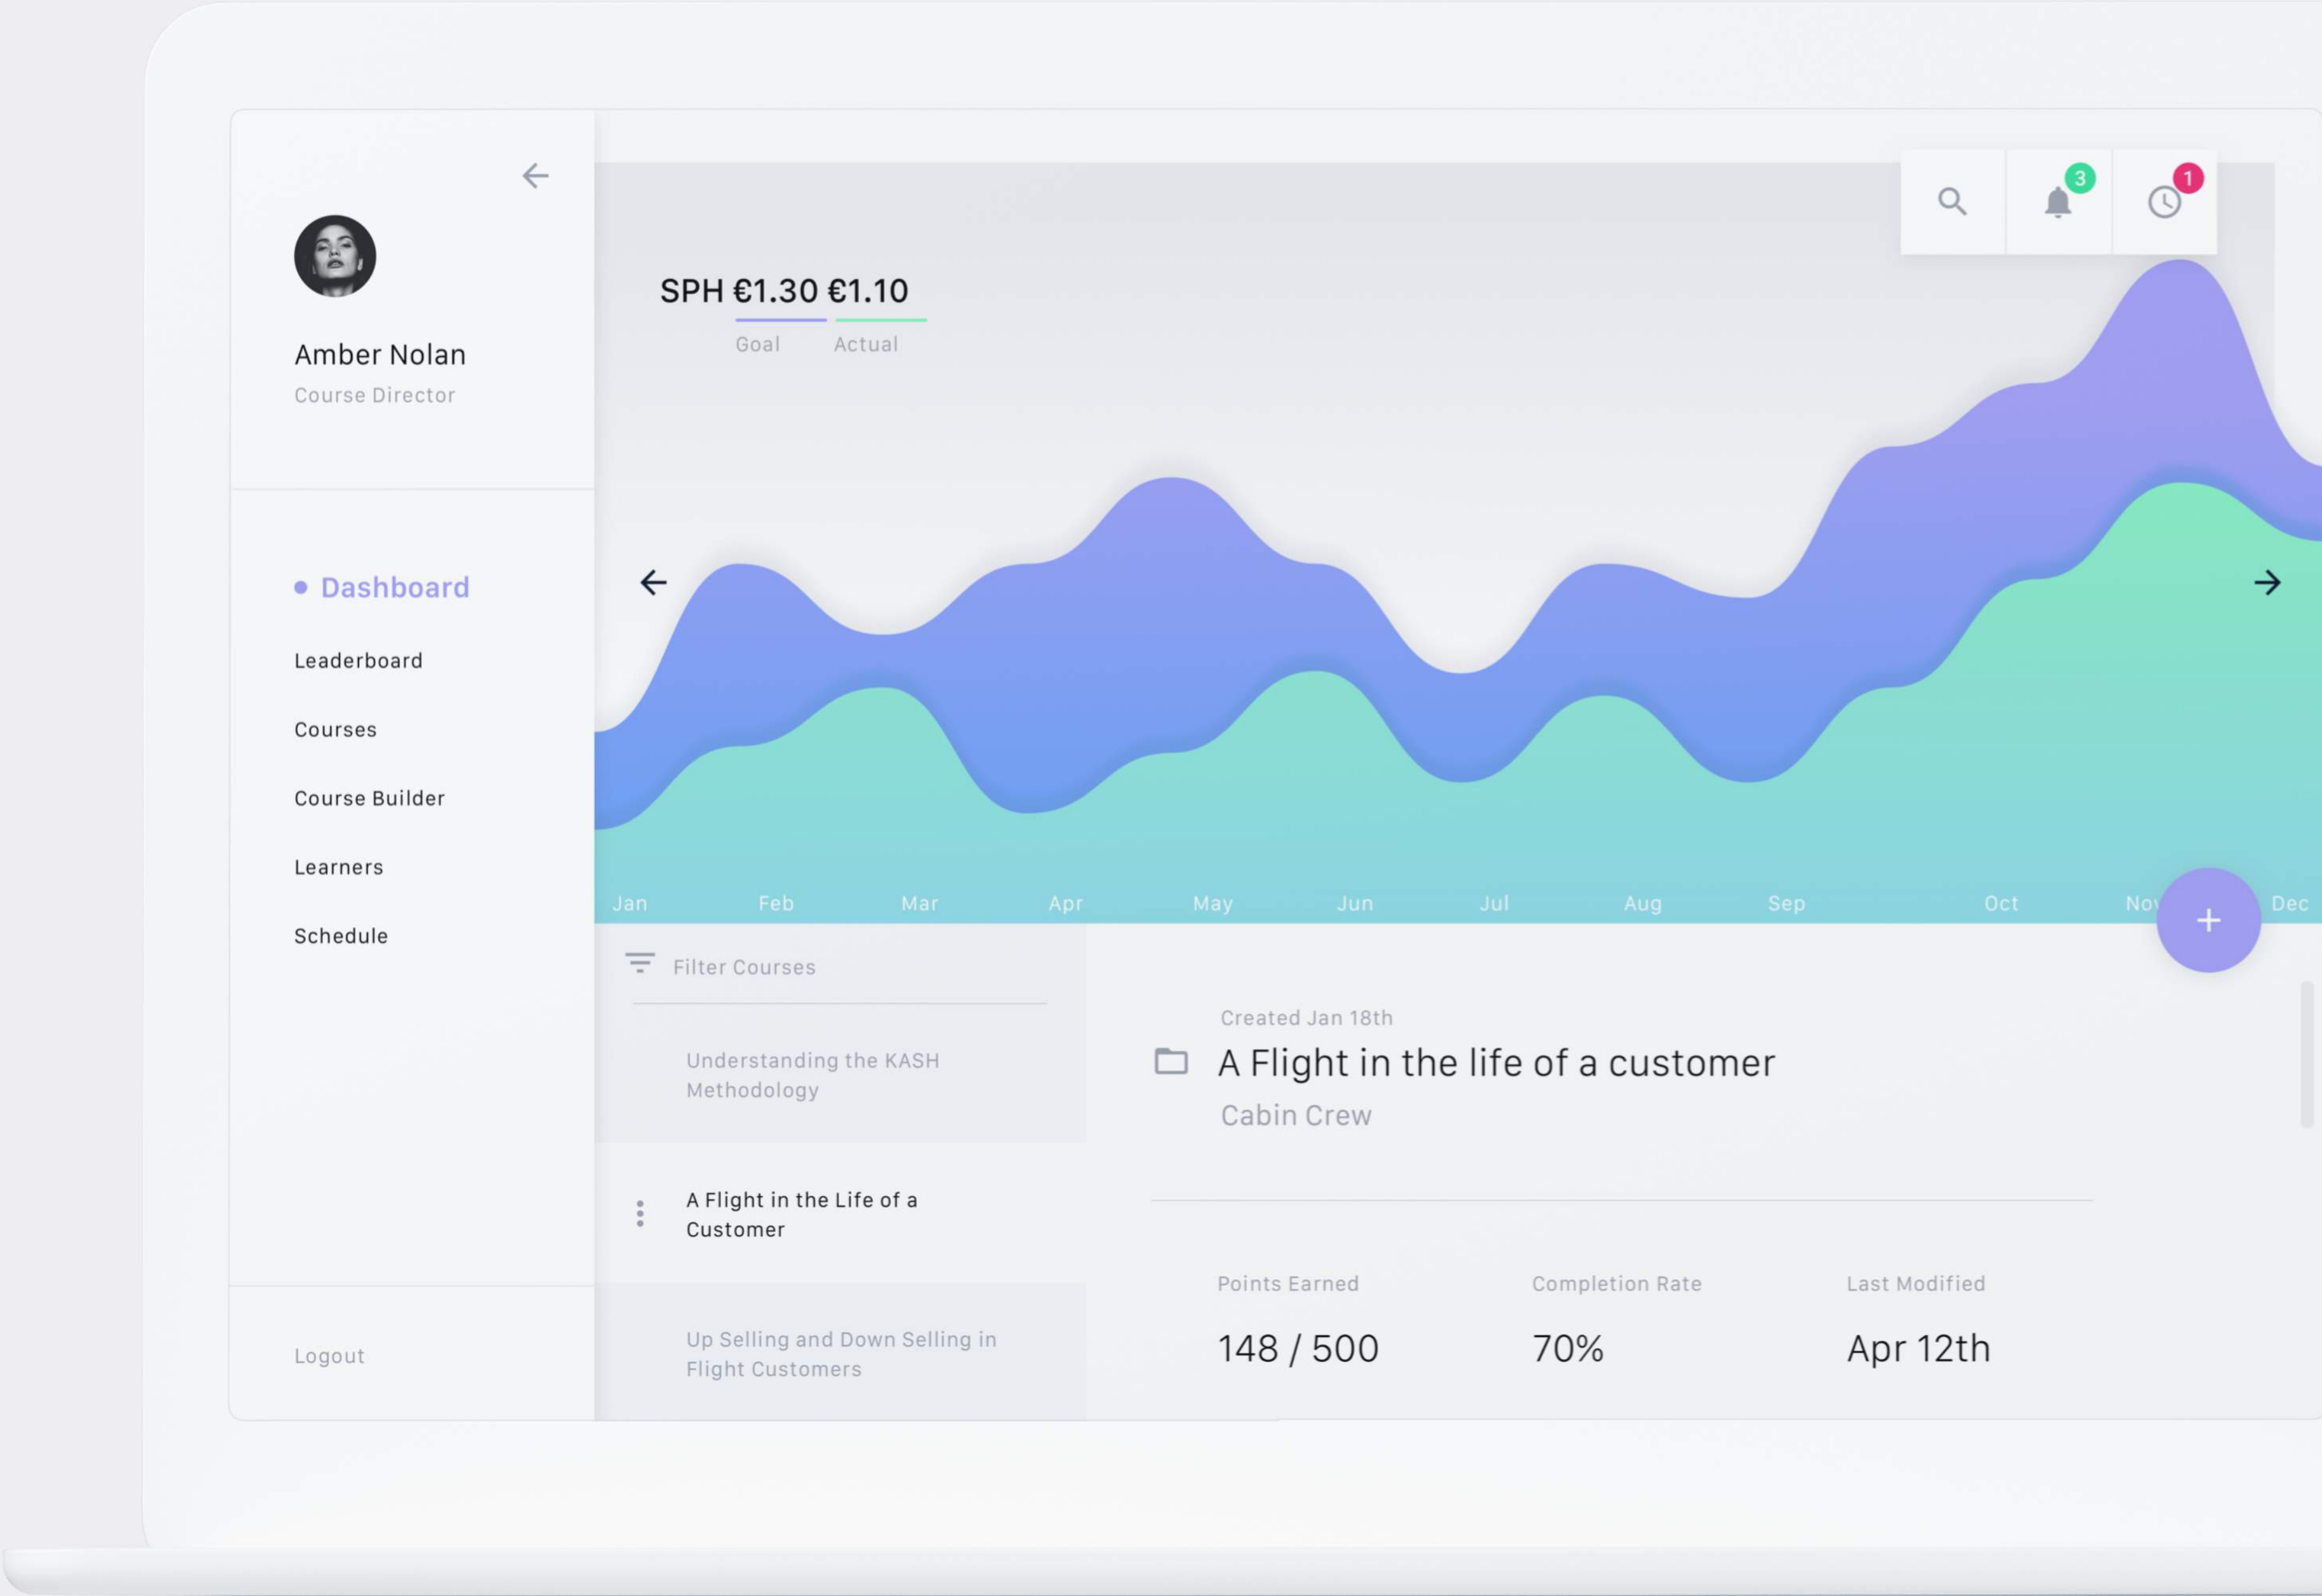 Amber Nolan
Course Director
Dashboard
Leaderboard
Courses
Course Builder
Learners
Schedule
Logout
3
1
SPH €1.30 €1.10
Goal Actual
Jan Feb Mar Apr May Jun Jul Aug Sep Oct Nov Dec
+
Filter Courses
Understanding the KASH
Methodology
A Flight in the Life of a
Customer
Up Selling and Down Selling in
Flight Customers
Created Jan 18th
A Flight in the life of a customer
Cabin Crew
Points Earned
148 / 500
Completion Rate
70%
Last Modified
Apr 12th